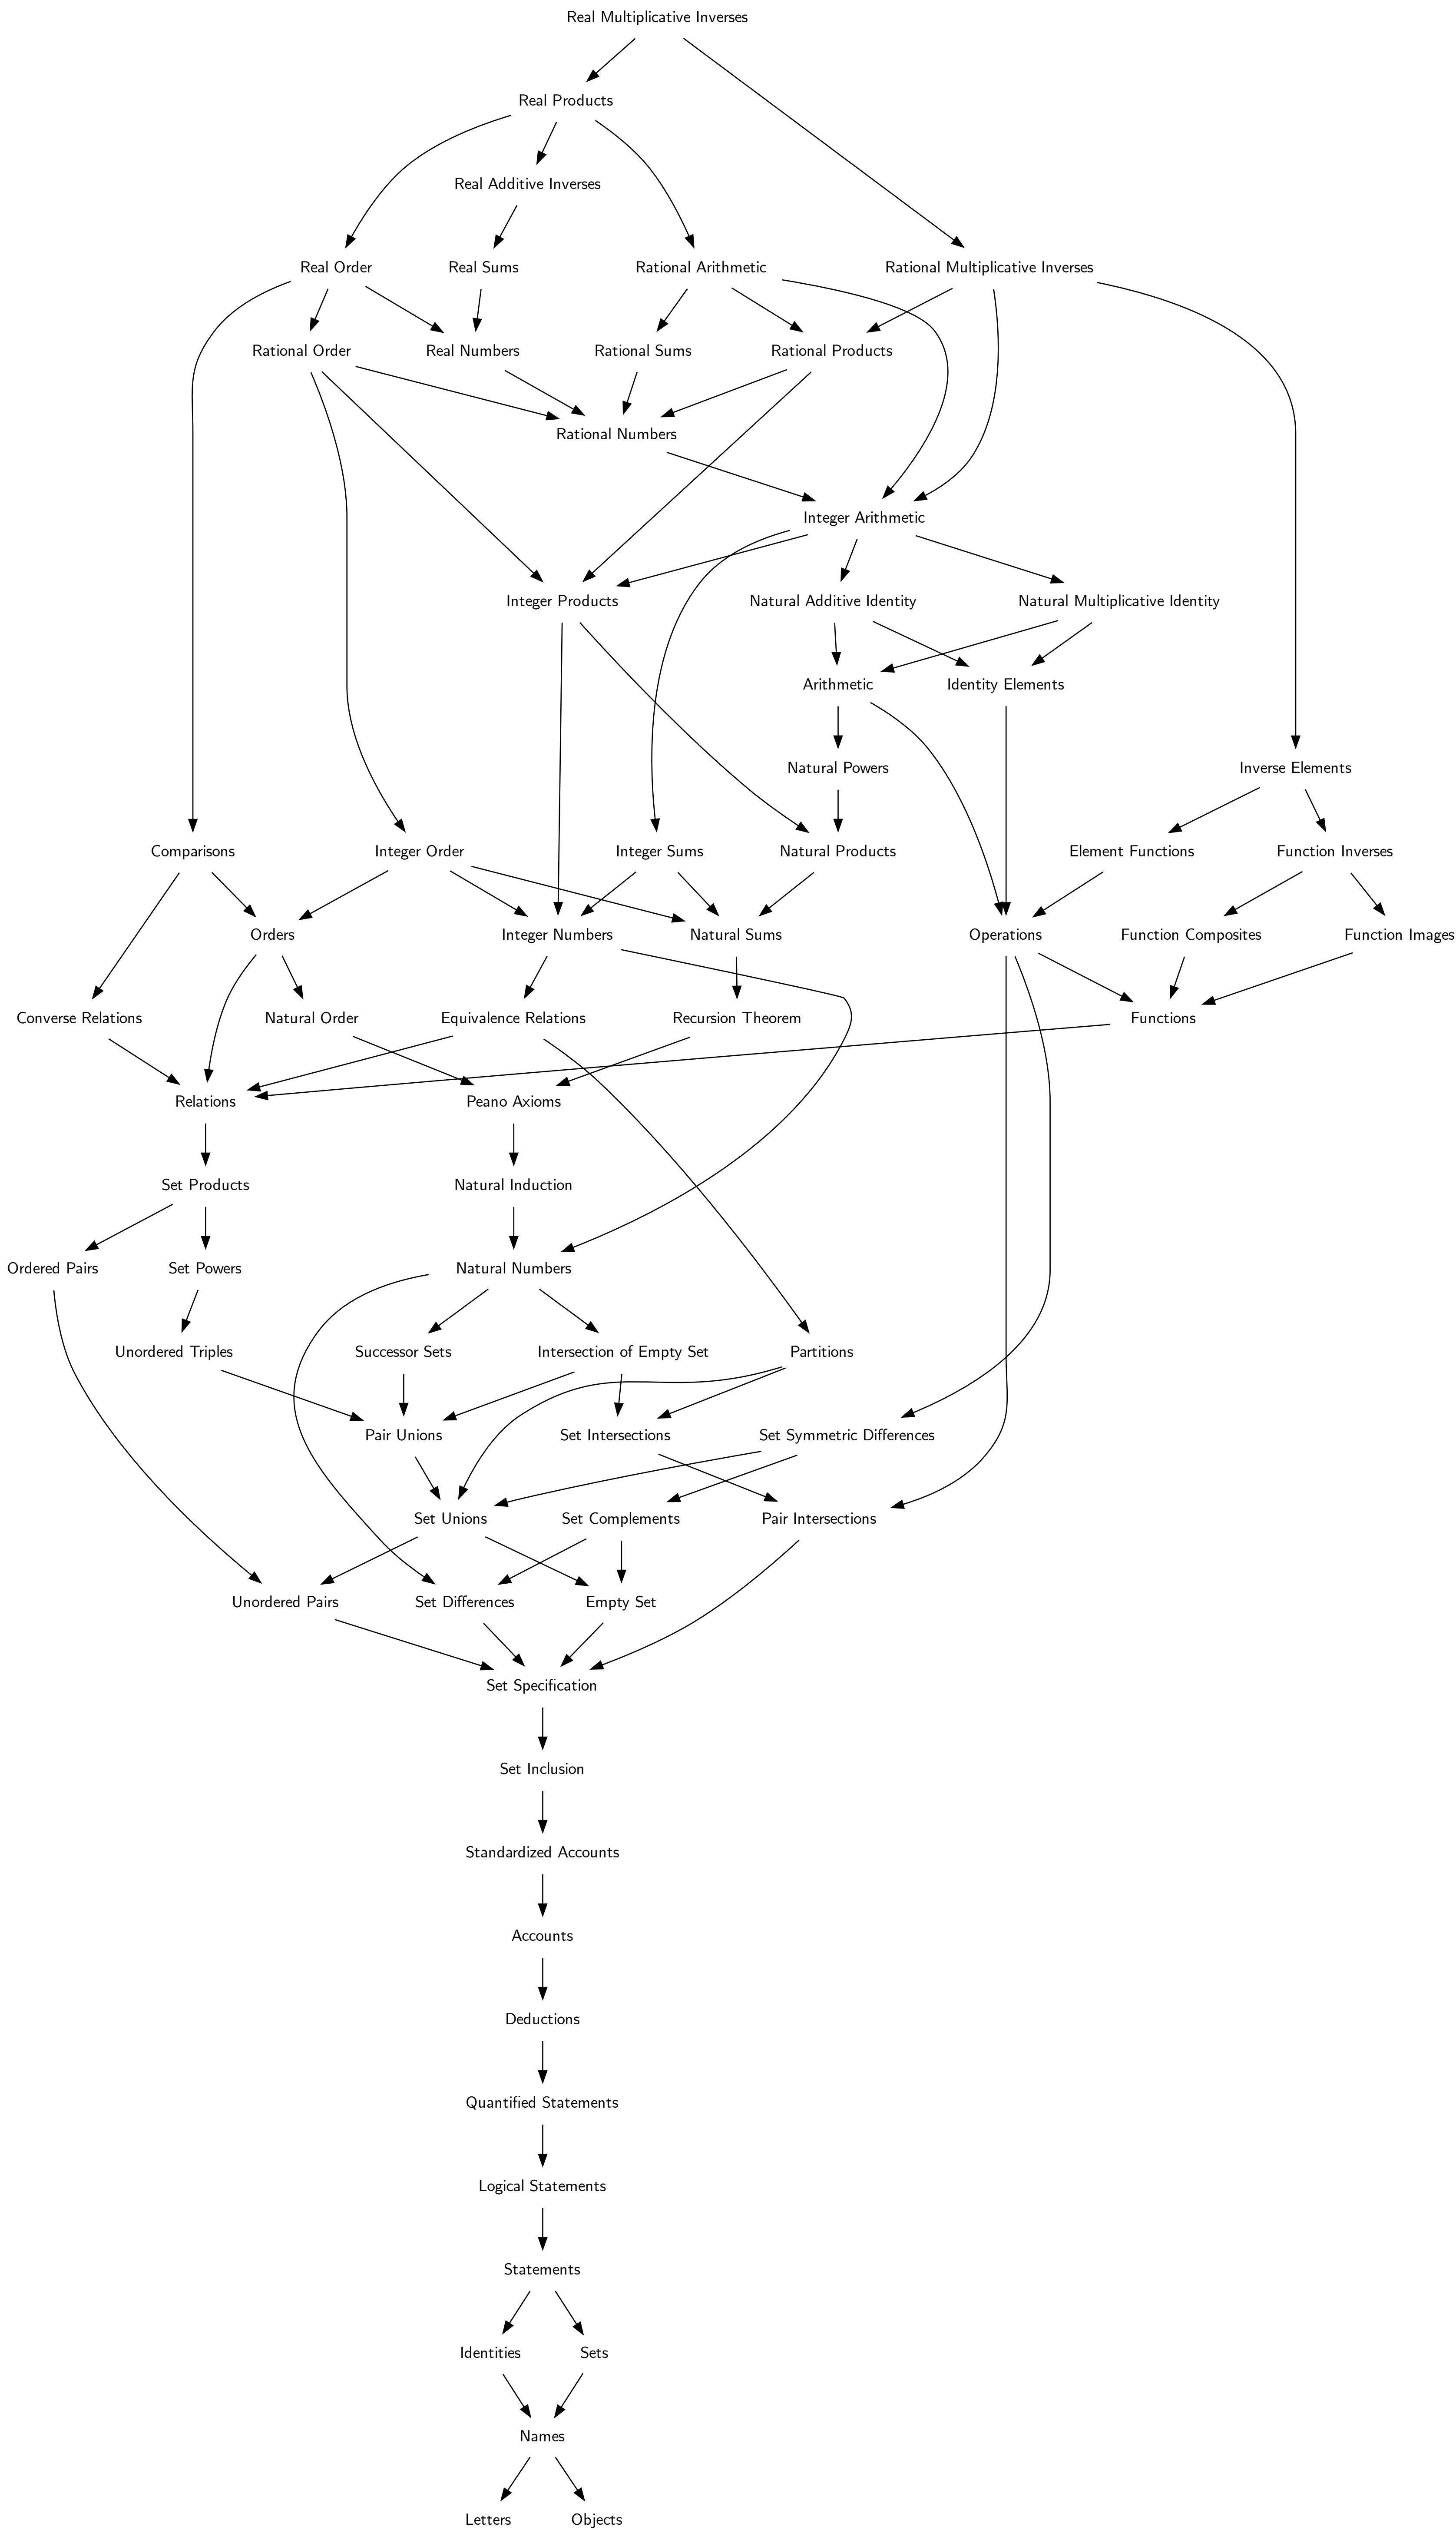 Real Multiplicative Inverses
Real Products
Real Additive Inverses
Real Order
Real Sums
Rational Arithmetic
Rational Multiplicative Inverses
Rational Order
Real Numbers
Rational Sums
Rational Products
Rational Numbers
Integer Arithmetic
Integer Products
Natural Additive Identity
Natural Multiplicative Identity
Arithmetic
Identity Elements
Natural Powers
Inverse Elements
Comparisons
Integer Order
Integer Sums
Natural Products
Element Functions
Function Inverses
Orders
Integer Numbers
Natural Sums
Operations
Function Composites
Function Images
Converse Relations
Natural Order
Equivalence Relations
Recursion Theorem
Functions
Relations
Peano Axioms
Set Products
Natural Induction
Ordered Pairs
Set Powers
Natural Numbers
Unordered Triples
Successor Sets
Intersection of Empty Set
Partitions
Pair Unions
Set Intersections
Set Symmetric Differences
Set Unions
Set Complements
Pair Intersections
Unordered Pairs
Set Differences
Empty Set
Set Specification
Set Inclusion
Standardized Accounts
Accounts
Deductions
Quantified Statements
Logical Statements
Statements
Identities
Sets
Names
Letters
Objects